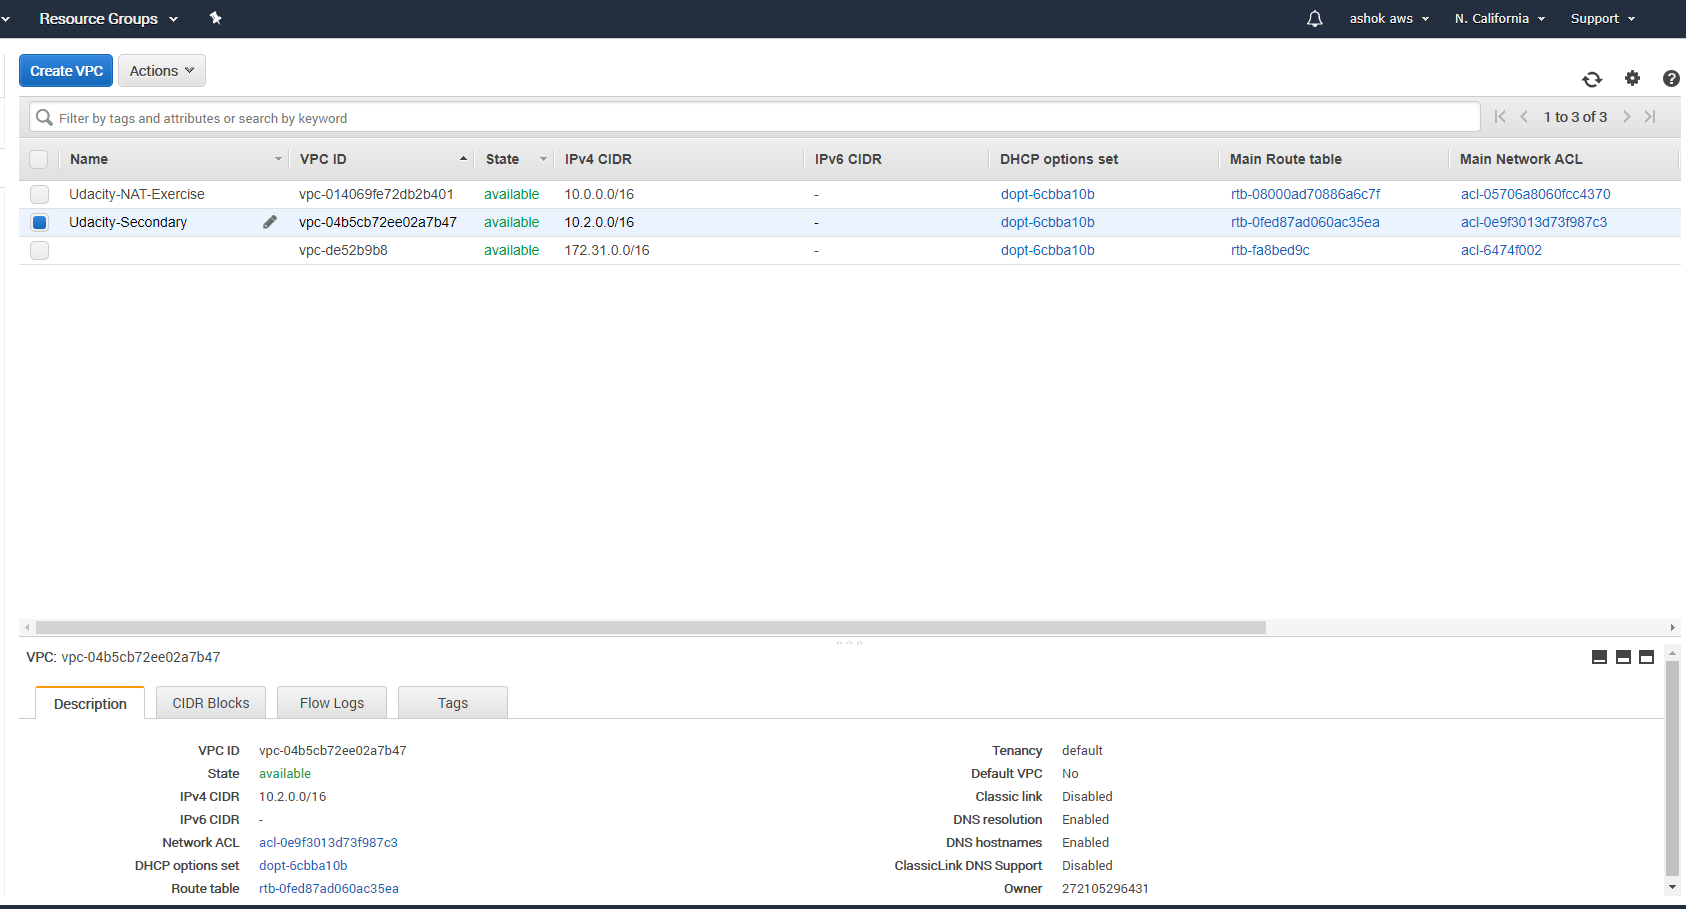 Resource Groups ashok aws N. California Support
Create VPC Actions
Filter by tags and attributes or search by keyword 1 to 3 of 3
Name VPC ID State IPv4 CIDR IPv6 CIDR DHCP options set Main Route table Main Network ACL
Udacity-NAT-Exercise vpc-014069fe72db2b401 available 10.0.0.0/16 - dopt-6cbba10b rtb-08000ad70886a6c7f acl-05706a8060fcc4370
Udacity-Secondary vpc-04b5cb72ee02a7b47 available 10.2.0.0/16 - dopt-6cbba10b rtb-0fed87ad060ac35ea acl-0e9f3013d73f987c3
vpc-de52b9b8 available 172.31.0.0/16 - dopt-6cbba10b rtb-fa8bed9c acl-6474f002
VPC: vpc-04b5cb72ee02a7b47
Description CIDR Blocks Flow Logs Tags
VPC ID vpc-04b5cb72ee02a7b47 Tenancy default
State available Default VPC No
IPv4 CIDR 10.2.0.0/16 Classic link Disabled
IPv6 CIDR - DNS resolution Enabled
Network ACL acl-0e9f3013d73f987c3 DNS hostnames Enabled
DHCP options set dopt-6cbba10b ClassicLink DNS Support Disabled
Route table rtb-0fed87ad060ac35ea Owner 272105296431